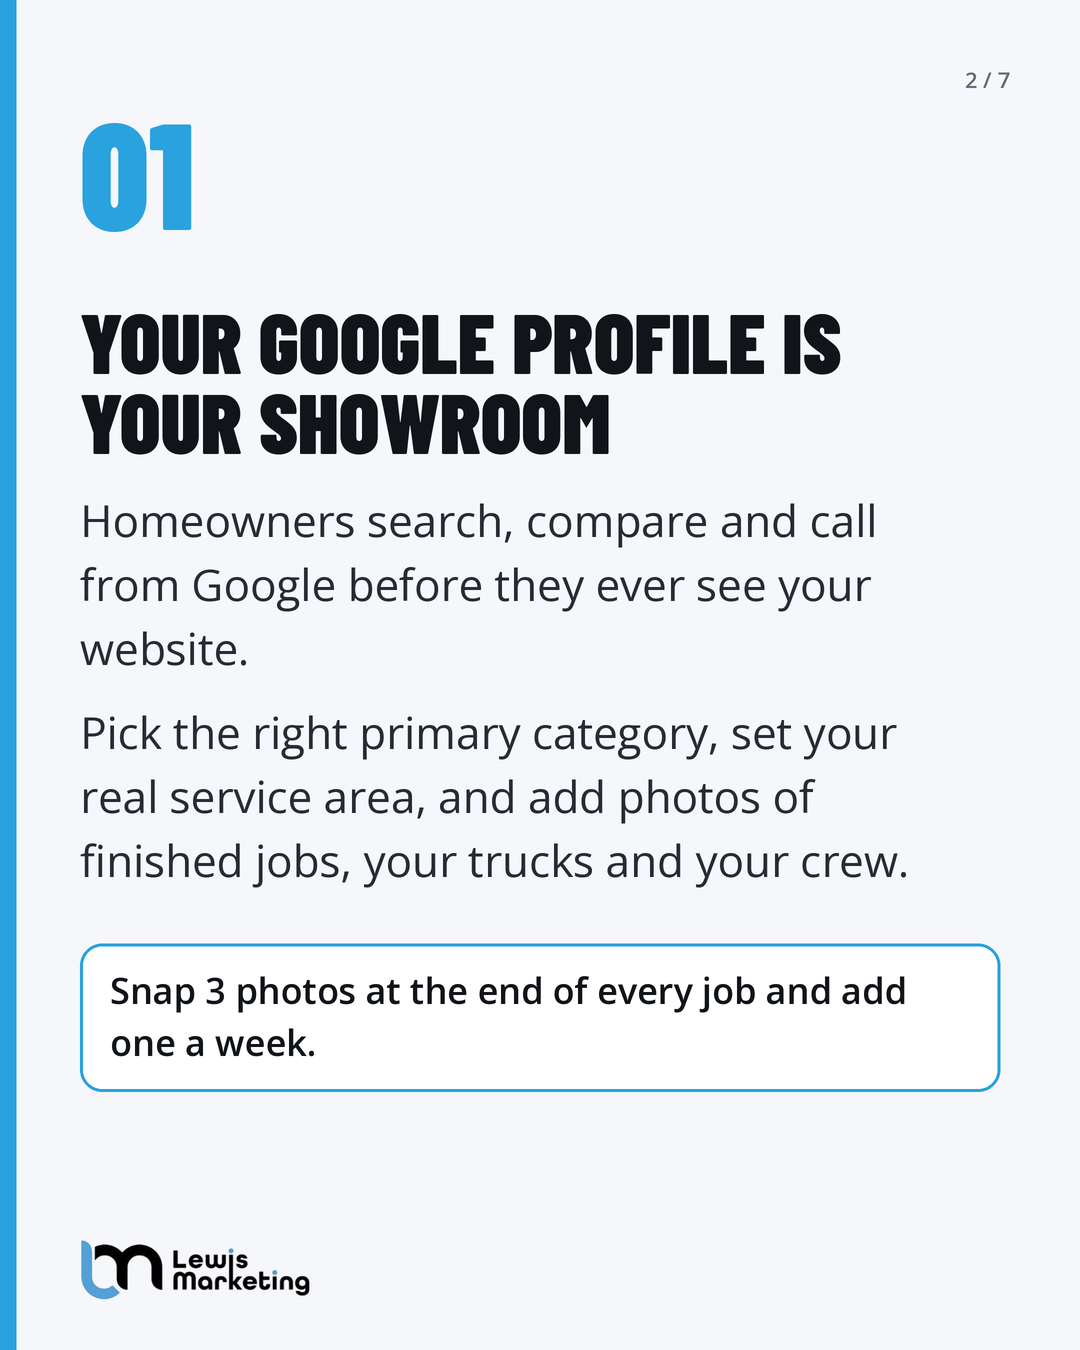 2 / 7
01
YOUR GOOGLE PROFILE IS
YOUR SHOWROOM
Homeowners search, compare and call
from Google before they ever see your
website.
Pick the right primary category, set your
real service area, and add photos of
finished jobs, your trucks and your crew.
Snap 3 photos at the end of every job and add
one a week.
Lewis
Marketing